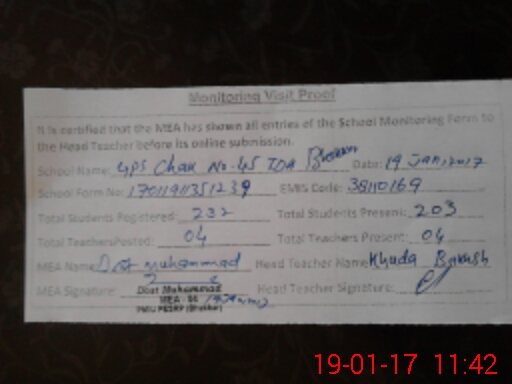 Monitoring Visit Proof
It is certified that the MEA has shown all entries of the School Monitoring Form to
the Head Teacher before its online submission.
School Name: GPS Chak No. 45 TDA Bhakkar Date: 19 Jan, 2017
School Form No: 17011911351239 EMIS Code: 38110169
Total Students Registered: 232 Total Students Present: 203
Total TeachersPosted: 04 Total Teachers Present: 04
MEA Name: Dost Muhammad Head Teacher Name: Khuda Bakhsh
MEA Signature: Dost Muhammad Head Teacher Signature:
MEA - 
PMIU PESRP (Bhakkar)
19-01-17 11:42